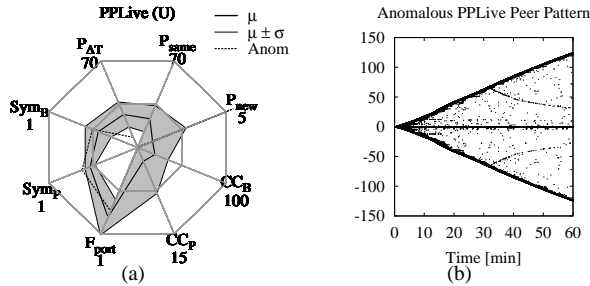 PPLive (U)
μ
μ ± σ
Anom
P_ΔT
70
P_same
70
P_new
5
CC_B
100
CC_P
15
F_port
1
Sym_P
1
Sym_B
1
(a)
Anomalous PPLive Peer Pattern
150
100
50
0
-50
-100
-150
0 10 20 30 40 50 60
Time [min]
(b)